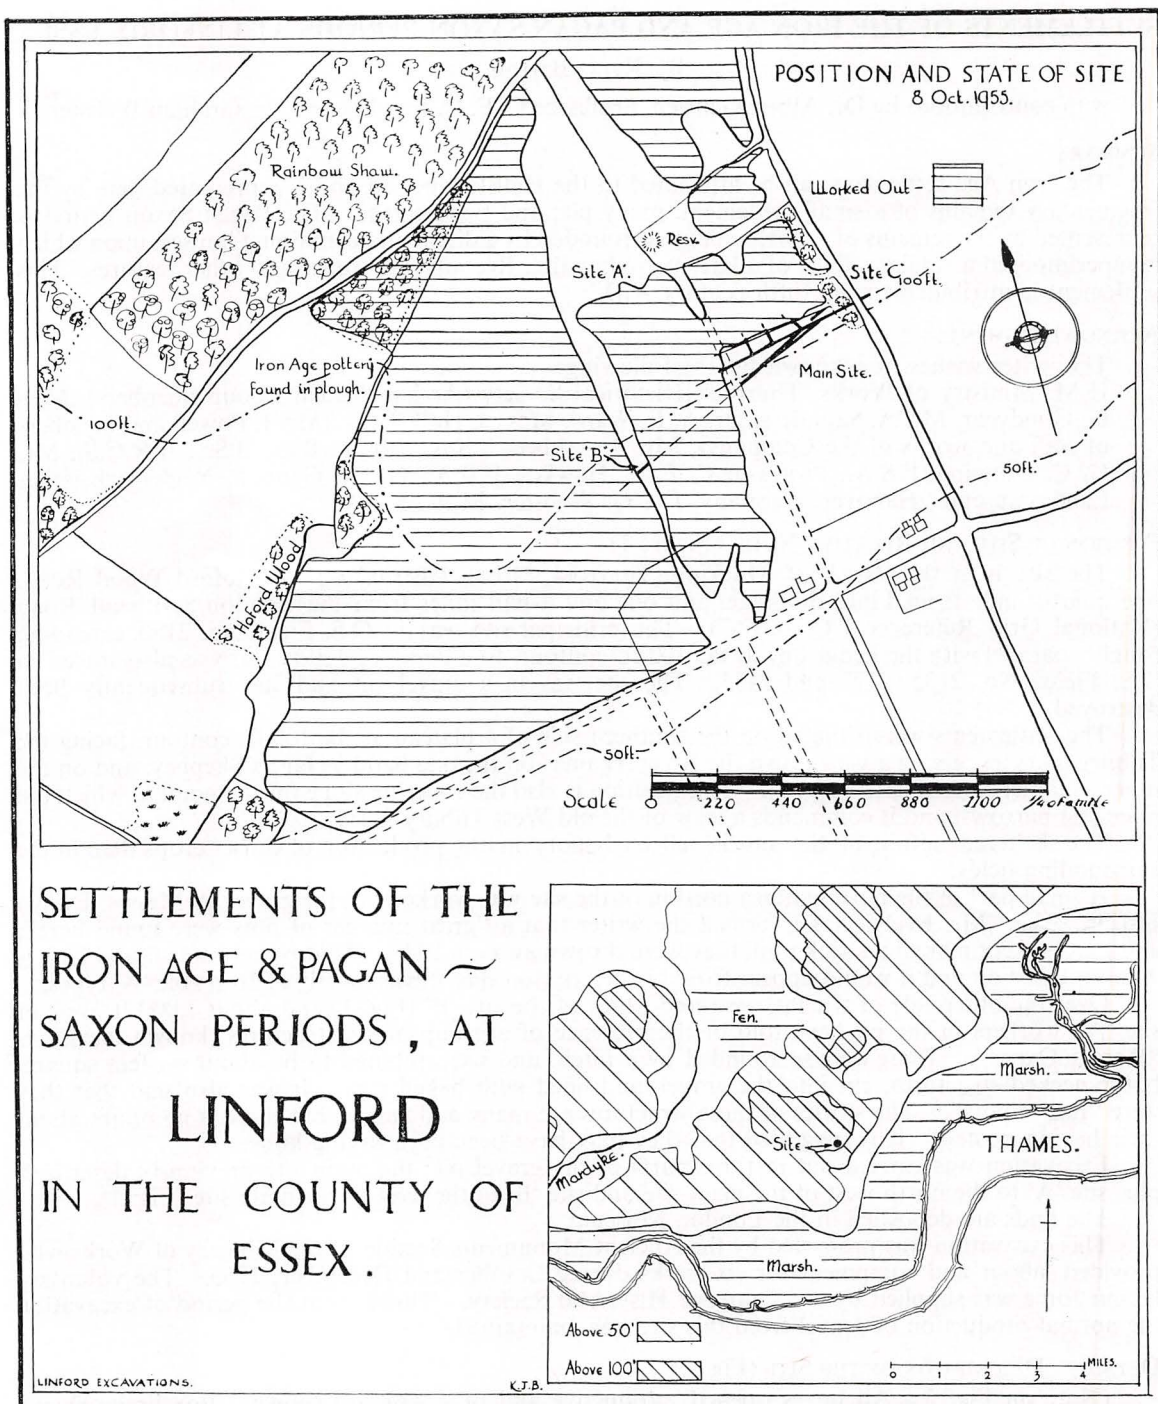 POSITION AND STATE OF SITE
8 Oct. 1955.
Rainbow Shaw.
Worked Out -
Resr.
Site "A".
Site "C".
100ft.
Iron Age pottery
found in plough.
Main Site.
100ft.
Site "B".
50ft.
Hoford Wood
50ft.
Scale
0 220 440 660 880 1100 1/4 of a mile
SETTLEMENTS OF THE
IRON AGE & PAGAN ~
SAXON PERIODS, AT
LINFORD
IN THE COUNTY OF
ESSEX.
Fen.
Marsh.
Site
THAMES.
Mardyke.
Marsh.
Above 50'
Above 100'
0 1 2 3 4 MILES.
LINFORD EXCAVATIONS.
K.J.B.